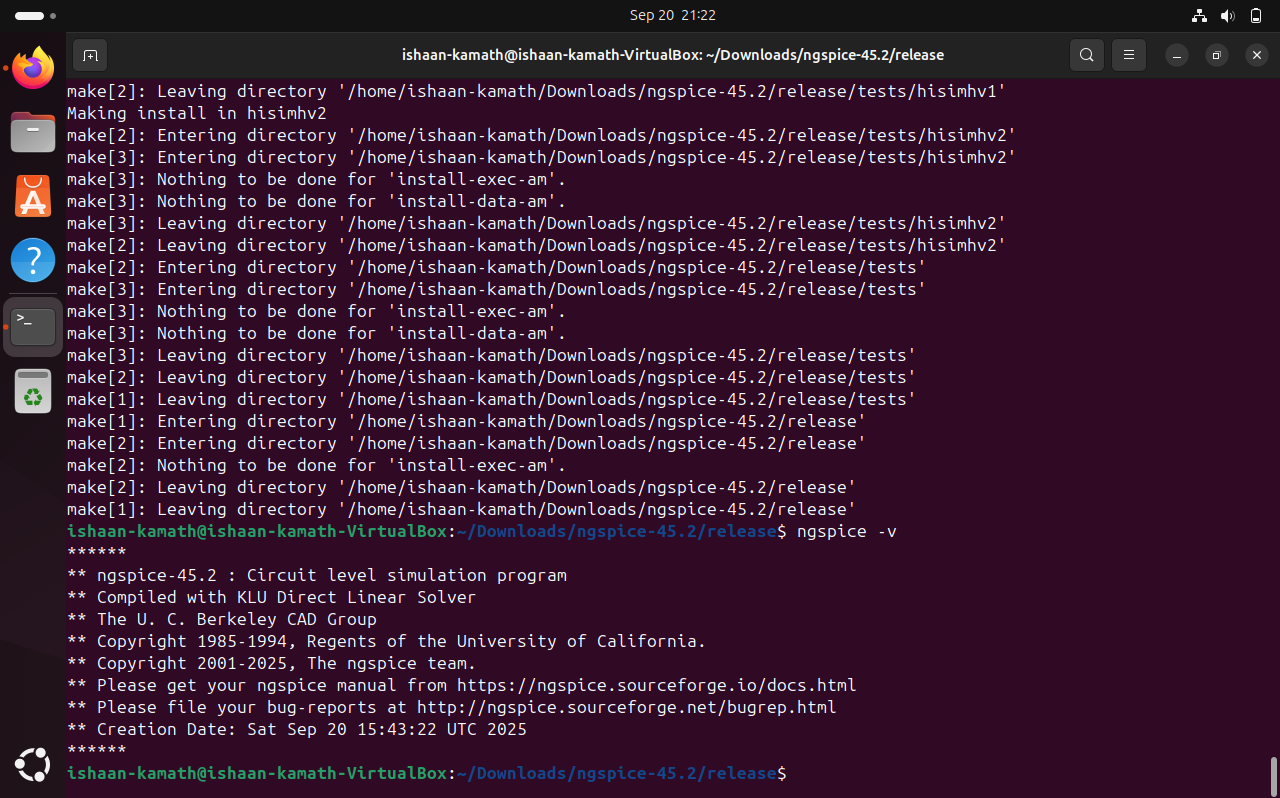 Sep 20 21:22
ishaan-kamath@ishaan-kamath-VirtualBox: ~/Downloads/ngspice-45.2/release
make[2]: Leaving directory '/home/ishaan-kamath/Downloads/ngspice-45.2/release/tests/hisimhv1'
Making install in hisimhv2
make[2]: Entering directory '/home/ishaan-kamath/Downloads/ngspice-45.2/release/tests/hisimhv2'
make[3]: Entering directory '/home/ishaan-kamath/Downloads/ngspice-45.2/release/tests/hisimhv2'
make[3]: Nothing to be done for 'install-exec-am'.
make[3]: Nothing to be done for 'install-data-am'.
make[3]: Leaving directory '/home/ishaan-kamath/Downloads/ngspice-45.2/release/tests/hisimhv2'
make[2]: Leaving directory '/home/ishaan-kamath/Downloads/ngspice-45.2/release/tests/hisimhv2'
make[2]: Entering directory '/home/ishaan-kamath/Downloads/ngspice-45.2/release/tests'
make[3]: Entering directory '/home/ishaan-kamath/Downloads/ngspice-45.2/release/tests'
make[3]: Nothing to be done for 'install-exec-am'.
make[3]: Nothing to be done for 'install-data-am'.
make[3]: Leaving directory '/home/ishaan-kamath/Downloads/ngspice-45.2/release/tests'
make[2]: Leaving directory '/home/ishaan-kamath/Downloads/ngspice-45.2/release/tests'
make[1]: Leaving directory '/home/ishaan-kamath/Downloads/ngspice-45.2/release/tests'
make[1]: Entering directory '/home/ishaan-kamath/Downloads/ngspice-45.2/release'
make[2]: Entering directory '/home/ishaan-kamath/Downloads/ngspice-45.2/release'
make[2]: Nothing to be done for 'install-exec-am'.
make[2]: Leaving directory '/home/ishaan-kamath/Downloads/ngspice-45.2/release'
make[1]: Leaving directory '/home/ishaan-kamath/Downloads/ngspice-45.2/release'
ishaan-kamath@ishaan-kamath-VirtualBox:~/Downloads/ngspice-45.2/release$ ngspice -v
******
** ngspice-45.2 : Circuit level simulation program
** Compiled with KLU Direct Linear Solver
** The U. C. Berkeley CAD Group
** Copyright 1985-1994, Regents of the University of California.
** Copyright 2001-2025, The ngspice team.
** Please get your ngspice manual from https://ngspice.sourceforge.io/docs.html
** Please file your bug-reports at http://ngspice.sourceforge.net/bugrep.html
** Creation Date: Sat Sep 20 15:43:22 UTC 2025
******
ishaan-kamath@ishaan-kamath-VirtualBox:~/Downloads/ngspice-45.2/release$